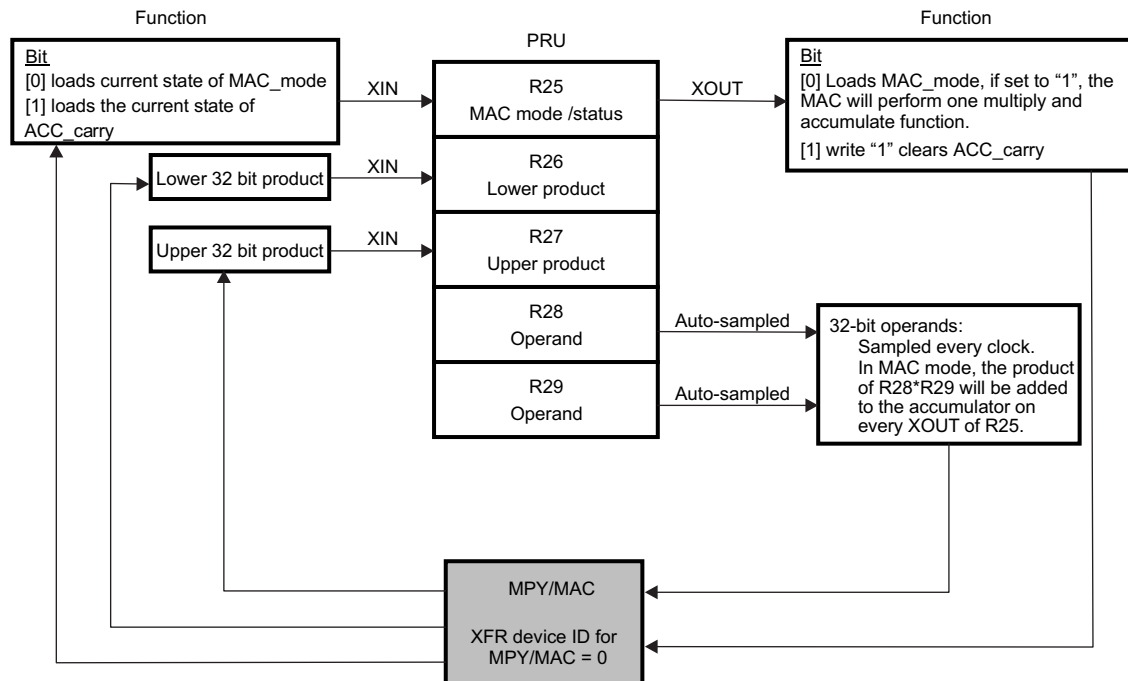 Function
Bit
[0] loads current state of MAC_mode
[1] loads the current state of
ACC_carry
XIN
Lower 32 bit product
XIN
Upper 32 bit product
XIN
PRU
R25
MAC mode /status
R26
Lower product
R27
Upper product
R28
Operand
R29
Operand
XOUT
Function
Bit
[0] Loads MAC_mode, if set to “1”, the
MAC will perform one multiply and
accumulate function.
[1] write “1” clears ACC_carry
Auto-sampled
Auto-sampled
32-bit operands:
Sampled every clock.
In MAC mode, the product
of R28*R29 will be added
to the accumulator on
every XOUT of R25.
MPY/MAC
XFR device ID for
MPY/MAC = 0